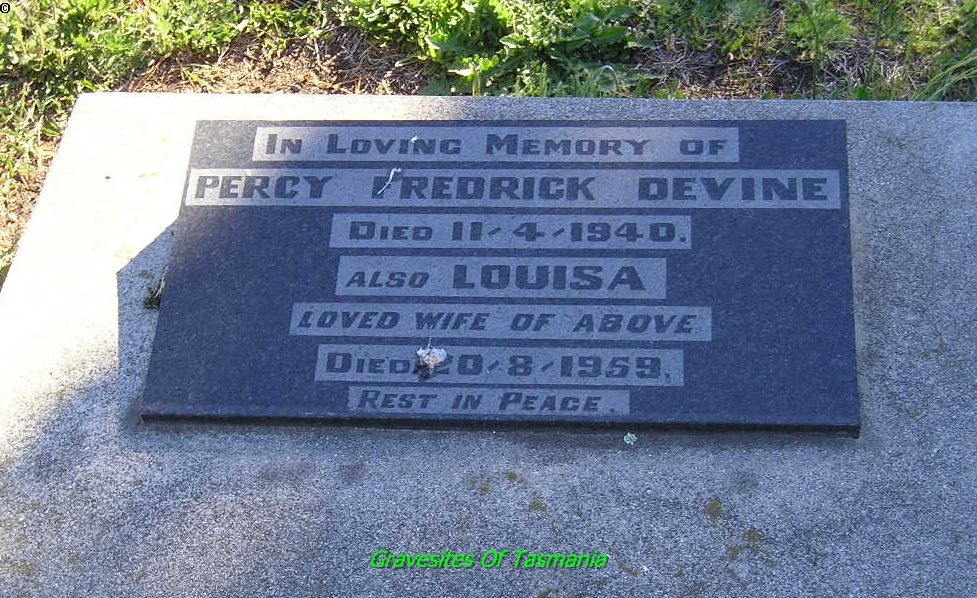 ©
In Loving Memory of
PERCY FREDRICK DEVINE
Died 11-4-1940.
ALSO LOUISA
LOVED WIFE OF ABOVE
Died 20-8-1959.
Rest in Peace.
Gravesites Of Tasmania